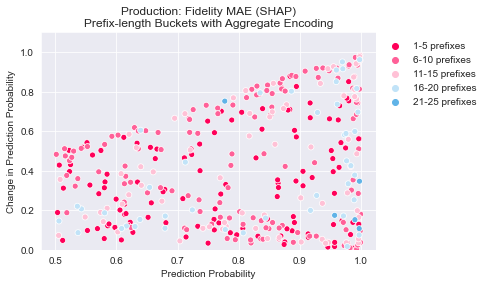 Production: Fidelity MAE (SHAP)
Prefix-length Buckets with Aggregate Encoding
1-5 prefixes
6-10 prefixes
11-15 prefixes
16-20 prefixes
21-25 prefixes
Change in Prediction Probability
1.0
0.8
0.6
0.4
0.2
0.0
0.5 0.6 0.7 0.8 0.9 1.0
Prediction Probability